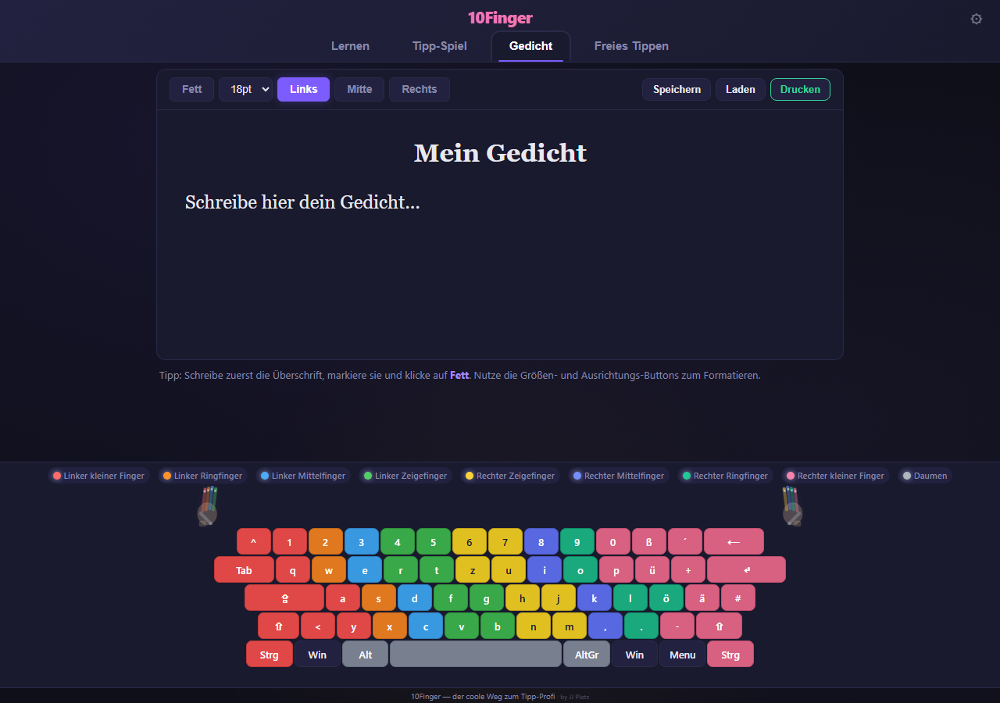 10Finger
⚙
Lernen Tipp-Spiel Gedicht Freies Tippen
Fett 18pt Links Mitte Rechts Speichern Laden Drucken
Mein Gedicht
Schreibe hier dein Gedicht...
Tipp: Schreibe zuerst die Überschrift, markiere sie und klicke auf Fett. Nutze die Größen- und Ausrichtungs-Buttons zum Formatieren.
Linker kleiner Finger Linker Ringfinger Linker Mittelfinger Linker Zeigefinger Rechter Zeigefinger Rechter Mittelfinger Rechter Ringfinger Rechter kleiner Finger Daumen
^ 1 2 3 4 5 6 7 8 9 0 ß ´ ←
Tab q w e r t z u i o p ü + ↵
⇪ a s d f g h j k l ö ä #
⇧ < y x c v b n m , . - ⇧
Strg Win Alt AltGr Win Menu Strg
10Finger — der coole Weg zum Tipp-Profi · by JJ Platz